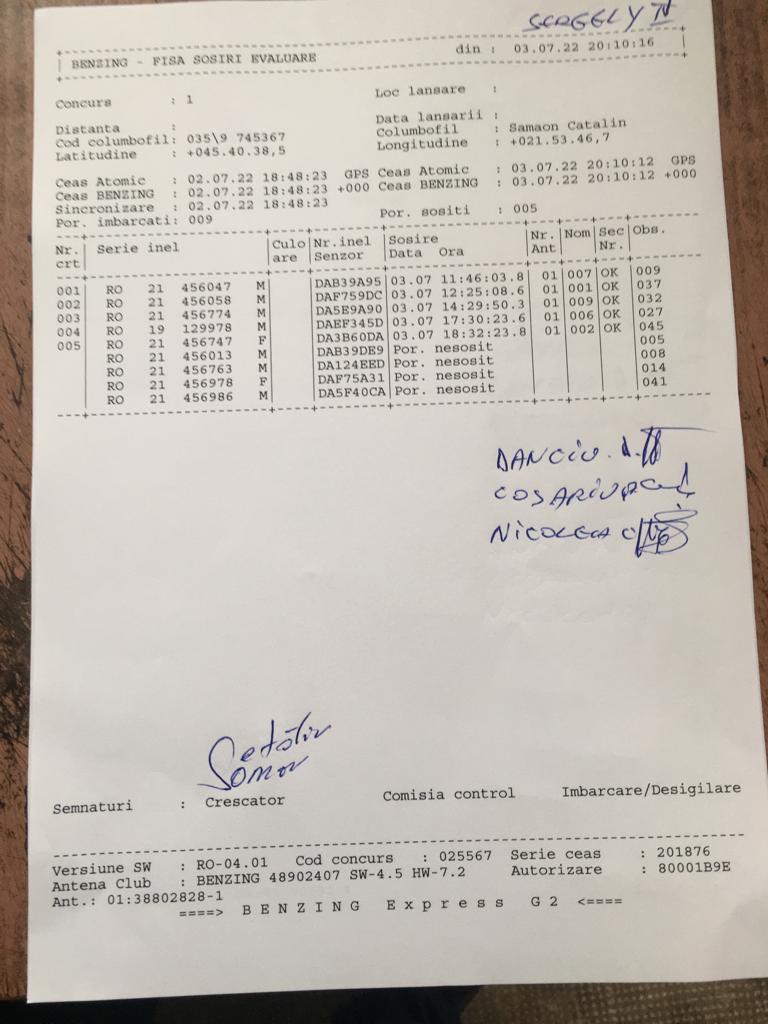 SERGELY IV
BENZING - FISA SOSIRI EVALUARE din : 03.07.22 20:10:16
Concurs : 1 Loc lansare :
Distanta : Data lansarii :
Cod columbofil: 035\9 745367 Columbofil : Samaon Catalin
Latitudine : +045.40.38,5 Longitudine : +021.53.46,7
Ceas Atomic : 02.07.22 18:48:23 GPS Ceas Atomic : 03.07.22 20:10:12 GPS
Ceas BENZING : 02.07.22 18:48:23 +000 Ceas BENZING : 03.07.22 20:10:12 +000
Sincronizare : 02.07.22 18:48:23
Por. imbarcati: 009 Por. sositi : 005
Nr. Serie inel Culo Nr.inel Sosire Nr. Nom Sec Obs.
crt are Senzor Data Ora Ant Nr.
001 RO 21 456047 M DAB39A95 03.07 11:46:03.8 01 007 OK 009
002 RO 21 456058 M DAF759DC 03.07 12:25:08.6 01 001 OK 037
003 RO 21 456774 M DA5E9A90 03.07 14:29:50.3 01 009 OK 032
004 RO 19 129978 M DAEF345D 03.07 17:30:23.6 01 006 OK 027
005 RO 21 456747 F DA3B60DA 03.07 18:32:23.8 01 002 OK 045
RO 21 456013 M DAB39DE9 Por. nesosit 005
RO 21 456763 M DA124EED Por. nesosit 008
RO 21 456978 F DAF75A31 Por. nesosit 014
RO 21 456986 M DA5F40CA Por. nesosit 041
DANCIU
Semnaturi : Crescator Comisia control Imbarcare/Desigilare
Versiune SW : RO-04.01 Cod concurs : 025567 Serie ceas : 201876
Antena Club : BENZING 48902407 SW-4.5 HW-7.2 Autorizare : 80001B9E
Ant.: 01:38802828-1
====> B E N Z I N G E x p r e s s G 2 <====